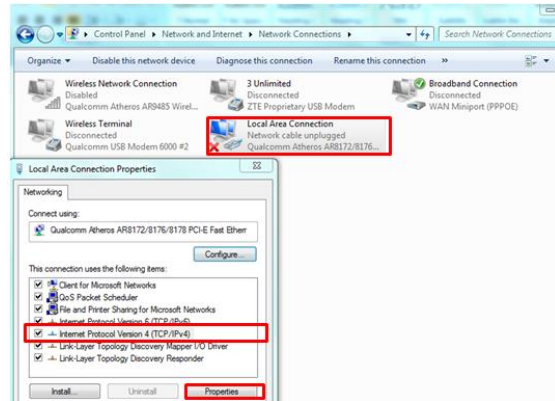 Control Panel ▸ Network and Internet ▸ Network Connections ▸
Search Network Connections
Organize ▾ Disable this network device Diagnose this connection Rename this connection »
Wireless Network Connection
Disabled
Qualcomm Atheros AR9485 Wirel...
3 Unlimited
Disconnected
ZTE Proprietary USB Modem
Broadband Connection
Disconnected
WAN Miniport (PPPOE)
Wireless Terminal
Disconnected
Qualcomm USB Modem 6000 #2
Local Area Connection
Network cable unplugged
Qualcomm Atheros AR8172/8176...
Local Area Connection Properties
Networking
Connect using:
Qualcomm Atheros AR8172/8176/8178 PCI-E Fast Ethern
Configure...
This connection uses the following items:
Client for Microsoft Networks
QoS Packet Scheduler
File and Printer Sharing for Microsoft Networks
Internet Protocol Version 6 (TCP/IPv6)
Internet Protocol Version 4 (TCP/IPv4)
Link-Layer Topology Discovery Mapper I/O Driver
Link-Layer Topology Discovery Responder
Install...
Uninstall
Properties